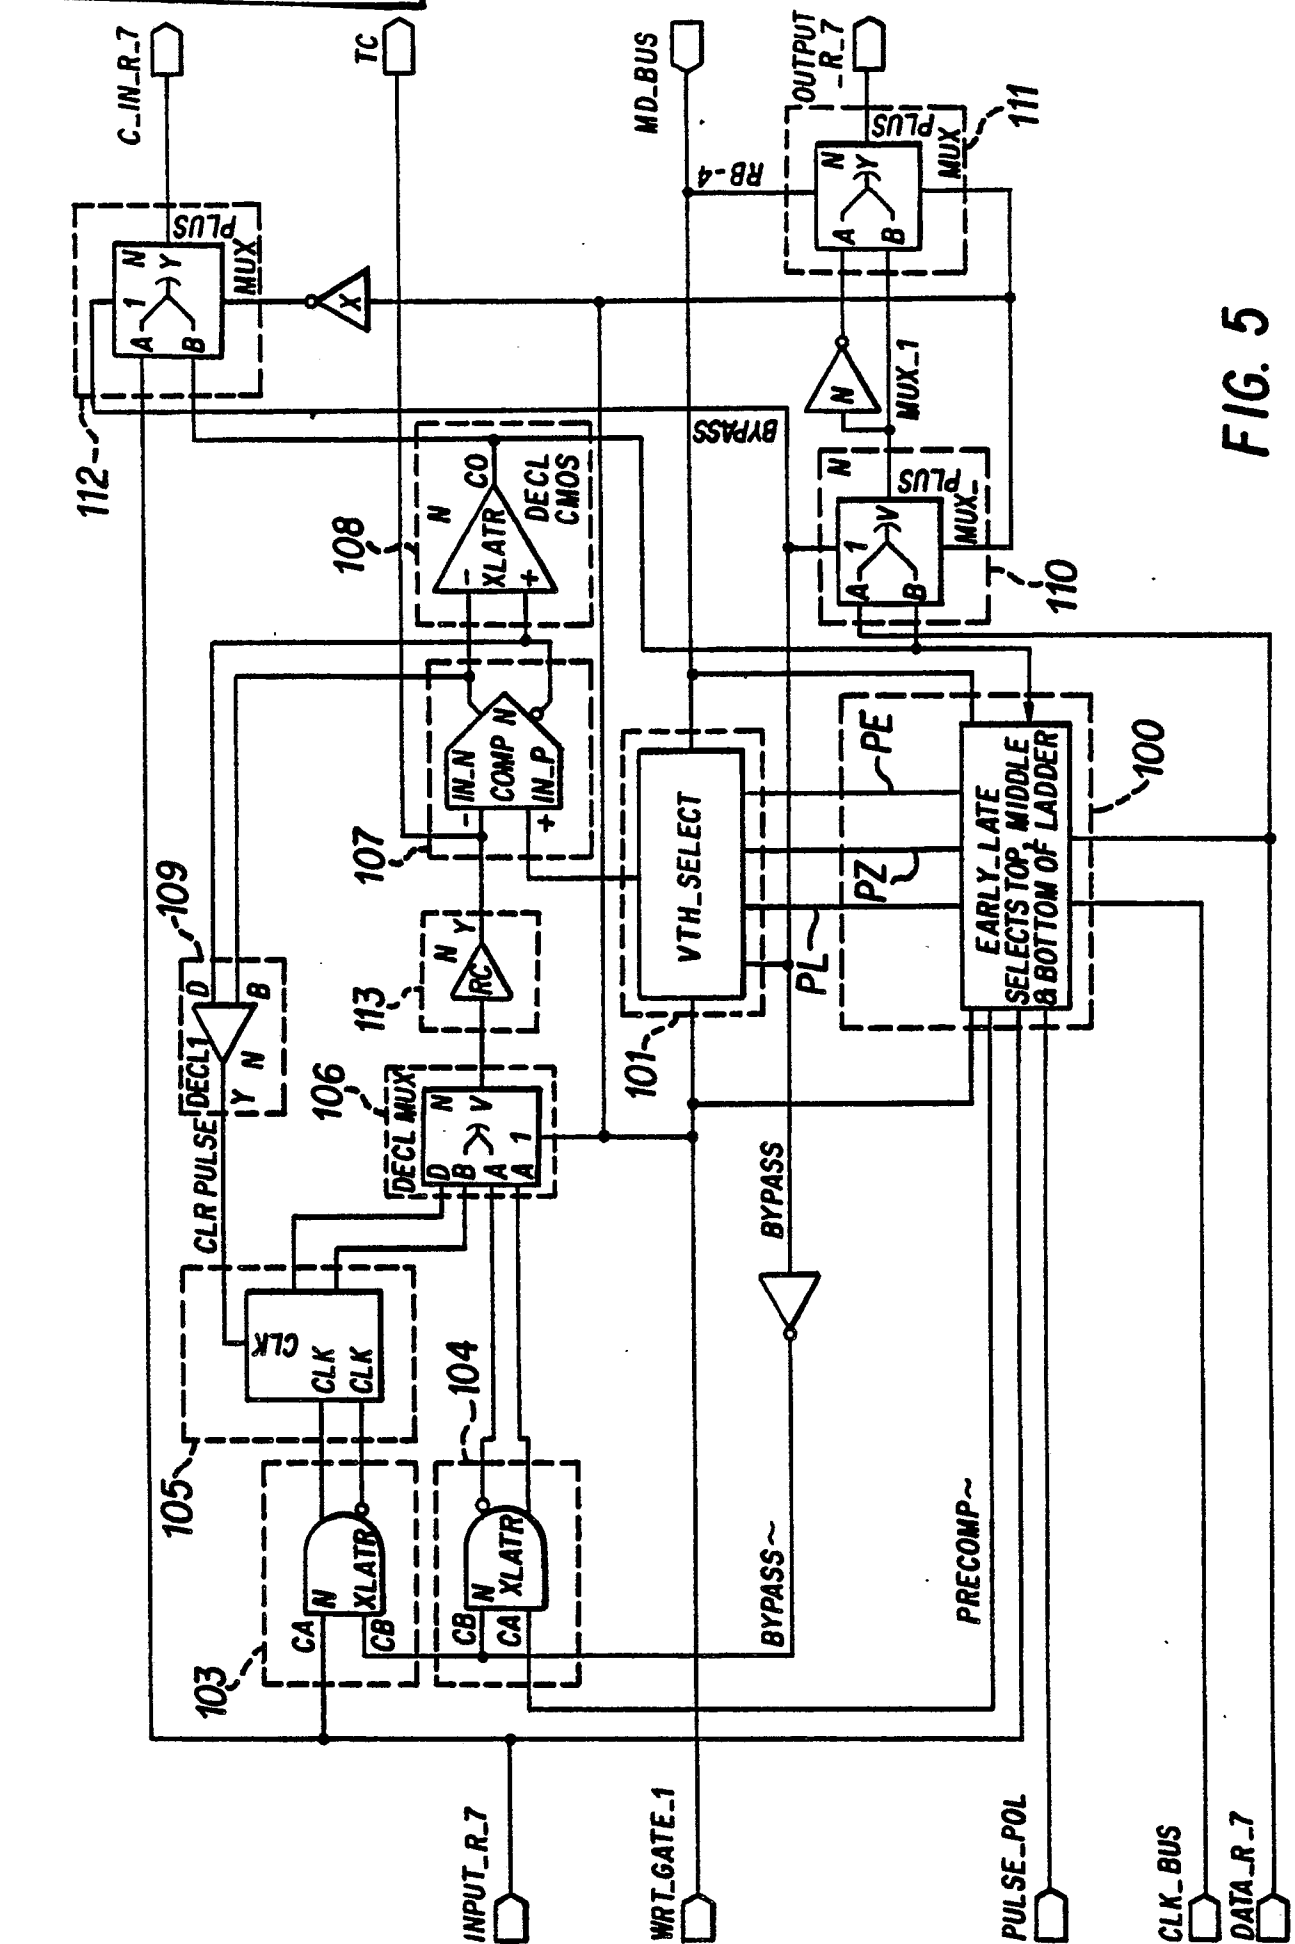 C_IN_R_7
TC
MD_BUS
OUTPUT
_R_7
112
A
1
N
Y
B
PLUS
MUX
X
RB-4
N
A
Y
B
PLUS
MUX
111
BYPASS
N
MUX_1
108
N
CO
XLATR
-
+
DECL
CMOS
N
1
A
V
B
PLUS
MUX_
110
107
-
IN_N
COMP N
IN_P
+
109
D
B
DECL1
Y N
CLR PULSE
113
N Y
RC
106
DECL MUX
D
B
A
A
N
V
1
101
VTH_SELECT
PE
PZ
PL
100
EARLY_LATE
SELECTS TOP, MIDDLE
& BOTTOM OF LADDER
105
CLK
CLK
CLK
104
CB
CA
N
XLATR
103
CA
CB
N
XLATR
BYPASS
BYPASS~
PRECOMP~
INPUT_R_7
WRT_GATE_1
PULSE_POL
CLK_BUS
DATA_R_7
FIG. 5